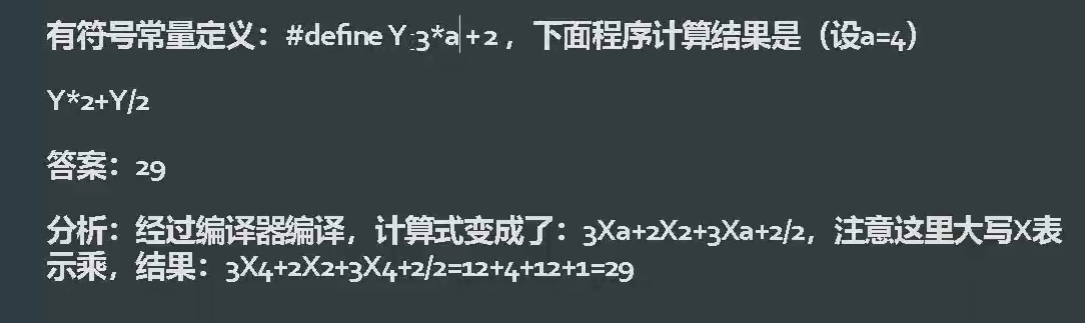 有符号常量定义：#define Y 3*a+2 ，下面程序计算结果是（设a=4）
Y*2+Y/2
答案：29
分析：经过编译器编译，计算式变成了：3Xa+2X2+3Xa+2/2，注意这里大写X表
示乘，结果：3X4+2X2+3X4+2/2=12+4+12+1=29